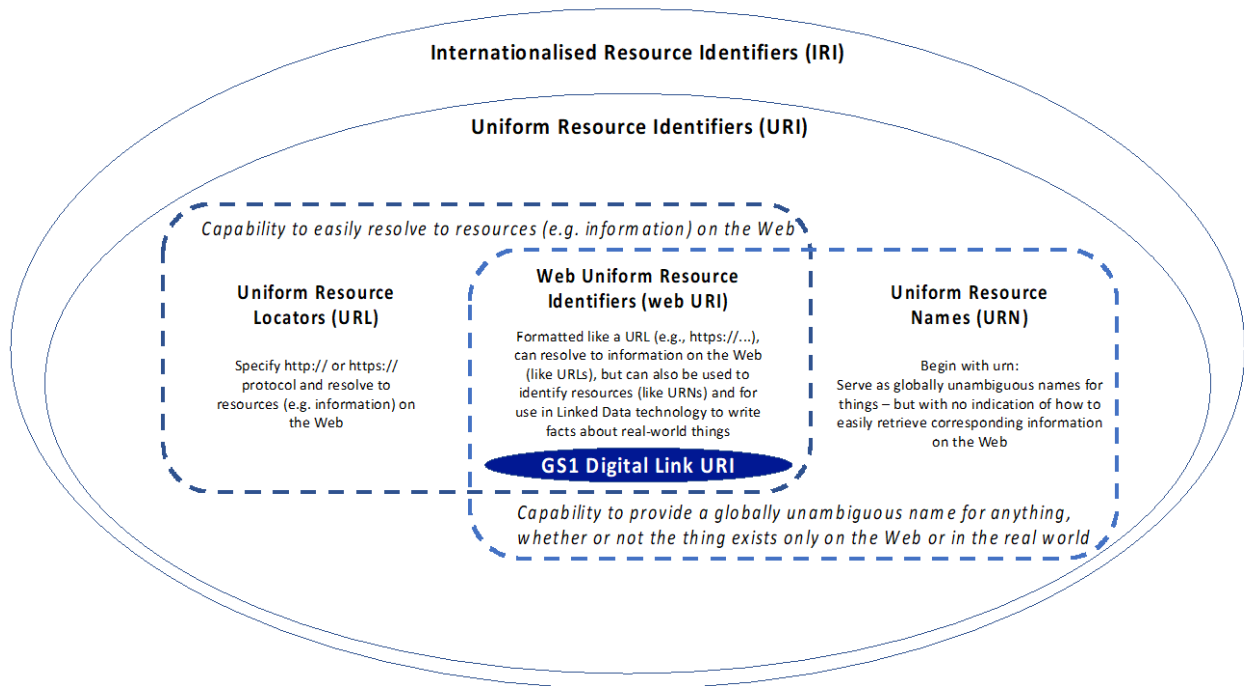 Internationalised Resource Identifiers (IRI)
Uniform Resource Identifiers (URI)
Capability to easily resolve to resources (e.g. information) on the Web
Uniform Resource
Locators (URL)
Specify http:// or https://
protocol and resolve to
resources (e.g. information) on
the Web
Web Uniform Resource
Identifiers (web URI)
Formatted like a URL (e.g., https://...),
can resolve to information on the Web
(like URLs), but can also be used to
identify resources (like URNs) and for
use in Linked Data technology to write
facts about real-world things
GS1 Digital Link URI
Uniform Resource
Names (URN)
Begin with urn:
Serve as globally unambiguous names for
things – but with no indication of how to
easily retrieve corresponding information
on the Web
Capability to provide a globally unambiguous name for anything,
whether or not the thing exists only on the Web or in the real world